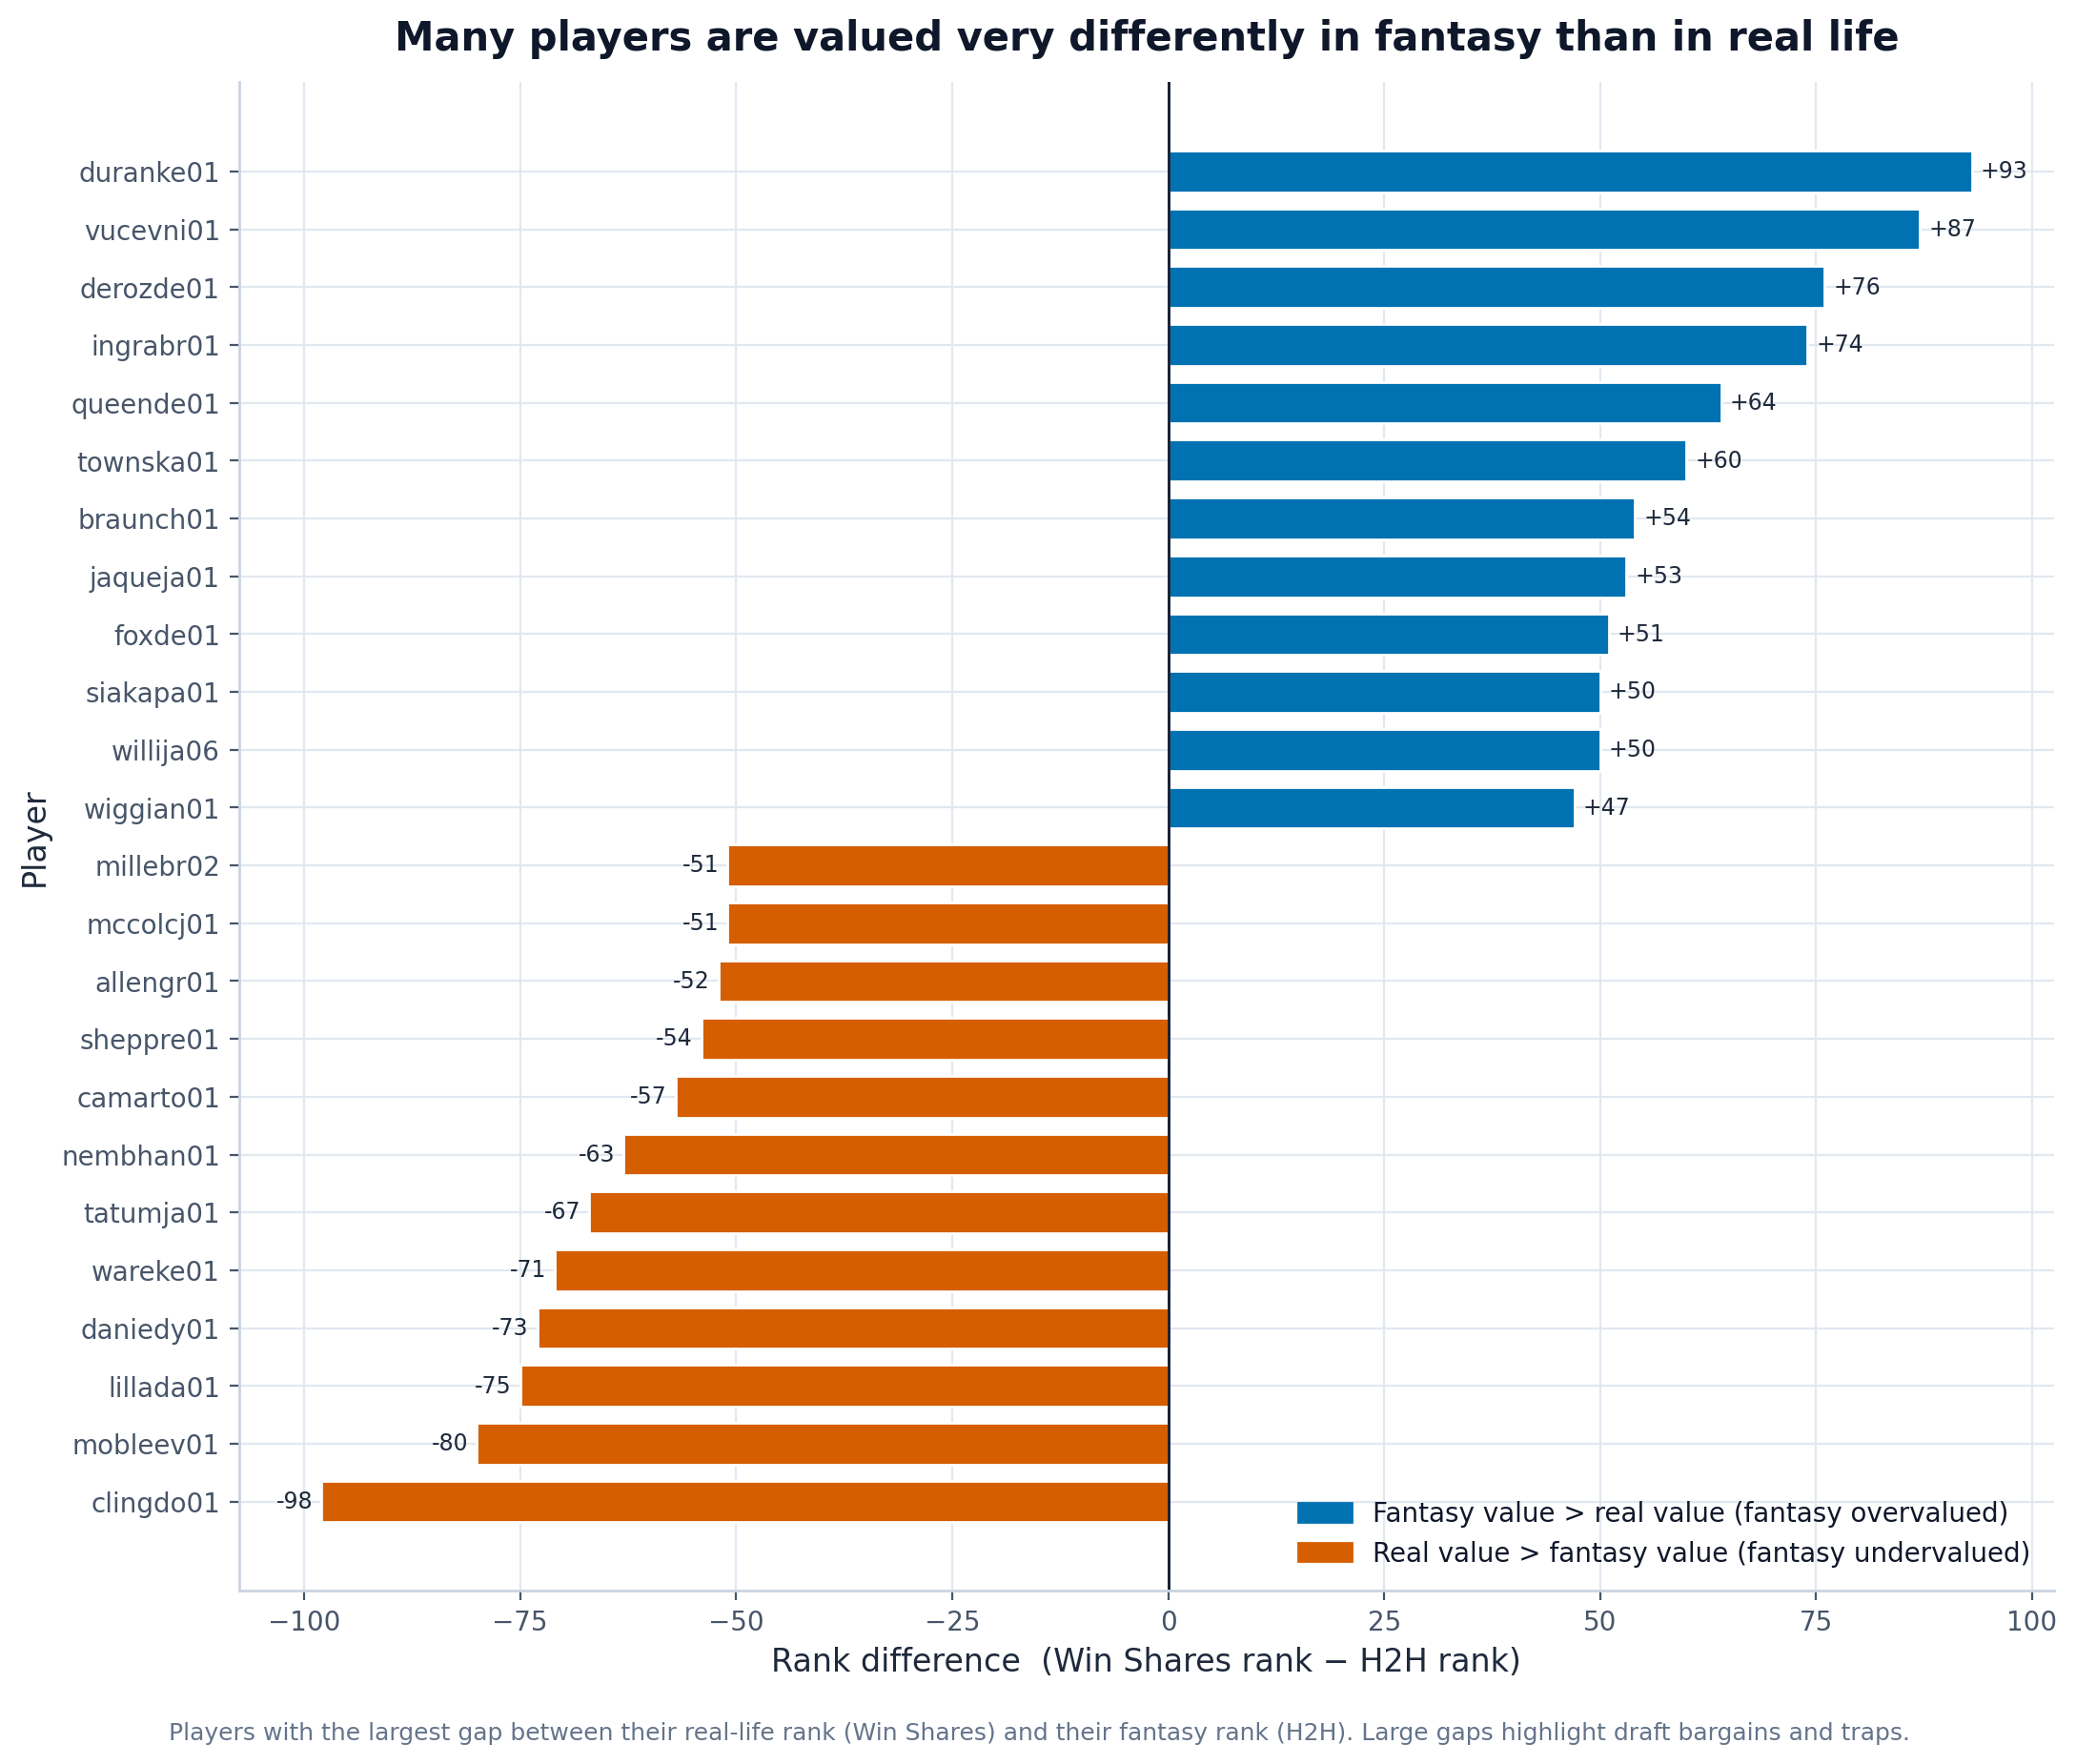 Many players are valued very differently in fantasy than in real life
Player
duranke01 +93
vucevni01 +87
derozde01 +76
ingrabr01 +74
queende01 +64
townska01 +60
braunch01 +54
jaqueja01 +53
foxde01 +51
siakapa01 +50
willija06 +50
wiggian01 +47
millebr02 -51
mccolcj01 -51
allengr01 -52
sheppre01 -54
camarto01 -57
nembhan01 -63
tatumja01 -67
wareke01 -71
daniedy01 -73
lillada01 -75
mobleev01 -80
clingdo01 -98
Fantasy value > real value (fantasy overvalued)
Real value > fantasy value (fantasy undervalued)
−100 −75 −50 −25 0 25 50 75 100
Rank difference  (Win Shares rank − H2H rank)
Players with the largest gap between their real-life rank (Win Shares) and their fantasy rank (H2H). Large gaps highlight draft bargains and traps.